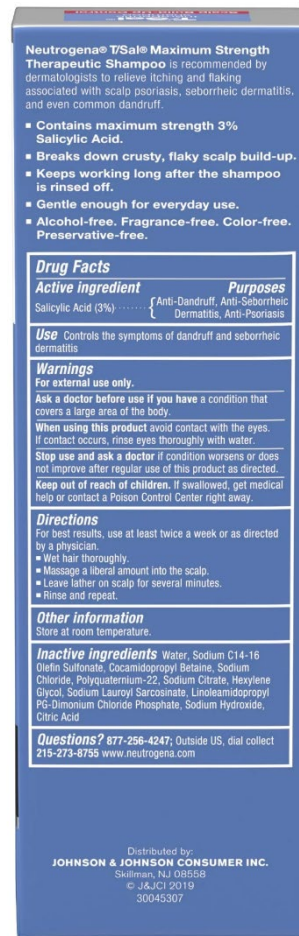 Neutrogena® T/Sal® Maximum Strength
Therapeutic Shampoo is recommended by
dermatologists to relieve itching and flaking
associated with scalp psoriasis, seborrheic dermatitis,
and even common dandruff.
▪ Contains maximum strength 3%
Salicylic Acid.
▪ Breaks down crusty, flaky scalp build-up.
▪ Keeps working long after the shampoo
is rinsed off.
▪ Gentle enough for everyday use.
▪ Alcohol-free. Fragrance-free. Color-free.
Preservative-free.
Drug Facts
Active ingredient Purposes
Salicylic Acid (3%)········{Anti-Dandruff, Anti-Seborrheic
Dermatitis, Anti-Psoriasis
Use Controls the symptoms of dandruff and seborrheic
dermatitis
Warnings
For external use only.
Ask a doctor before use if you have a condition that
covers a large area of the body.
When using this product avoid contact with the eyes.
If contact occurs, rinse eyes thoroughly with water.
Stop use and ask a doctor if condition worsens or does
not improve after regular use of this product as directed.
Keep out of reach of children. If swallowed, get medical
help or contact a Poison Control Center right away.
Directions
For best results, use at least twice a week or as directed
by a physician.
▪ Wet hair thoroughly.
▪ Massage a liberal amount into the scalp.
▪ Leave lather on scalp for several minutes.
▪ Rinse and repeat.
Other information
Store at room temperature.
Inactive ingredients Water, Sodium C14-16
Olefin Sulfonate, Cocamidopropyl Betaine, Sodium
Chloride, Polyquaternium-22, Sodium Citrate, Hexylene
Glycol, Sodium Lauroyl Sarcosinate, Linoleamidopropyl
PG-Dimonium Chloride Phosphate, Sodium Hydroxide,
Citric Acid
Questions? 877-256-4247; Outside US, dial collect
215-273-8755 www.neutrogena.com
Distributed by:
JOHNSON & JOHNSON CONSUMER INC.
Skillman, NJ 08558
© J&JCI 2019
30045307